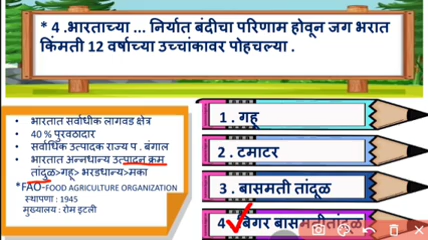 * 4 .भारताच्या ... निर्यात बंदीचा परिणाम होवून जग भरात
किंमती 12 वर्षाच्या उच्चांकावर पोहचल्या .
• भारतात सर्वाधीक लागवड क्षेत्र
• 40 % पुरवठादार
• सर्वाधिक उत्पादक राज्य प . बंगाल
• भारतात अन्नधान्य उत्पादन क्रम
तांदुळ>गहू> भरडधान्य>मका
*FAO-FOOD AGRICULTURE ORGANIZATION
स्थापणा : 1945
मुख्यालय : रोम इटली
1 . गहू
2 . टमाटर
3 . बासमती तांदूळ
4 . बिगर बासमती तांदूळ